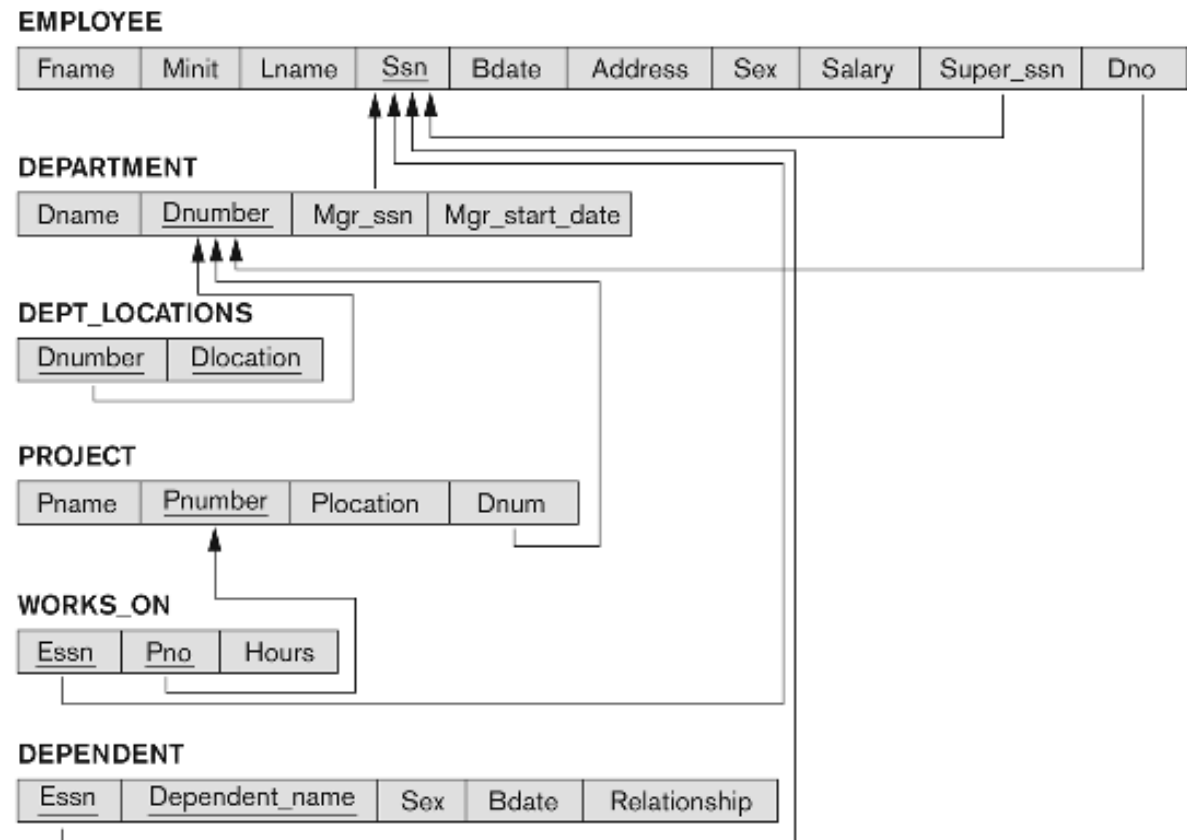 EMPLOYEE
Fname Minit Lname Ssn Bdate Address Sex Salary Super_ssn Dno
DEPARTMENT
Dname Dnumber Mgr_ssn Mgr_start_date
DEPT_LOCATIONS
Dnumber Dlocation
PROJECT
Pname Pnumber Plocation Dnum
WORKS_ON
Essn Pno Hours
DEPENDENT
Essn Dependent_name Sex Bdate Relationship